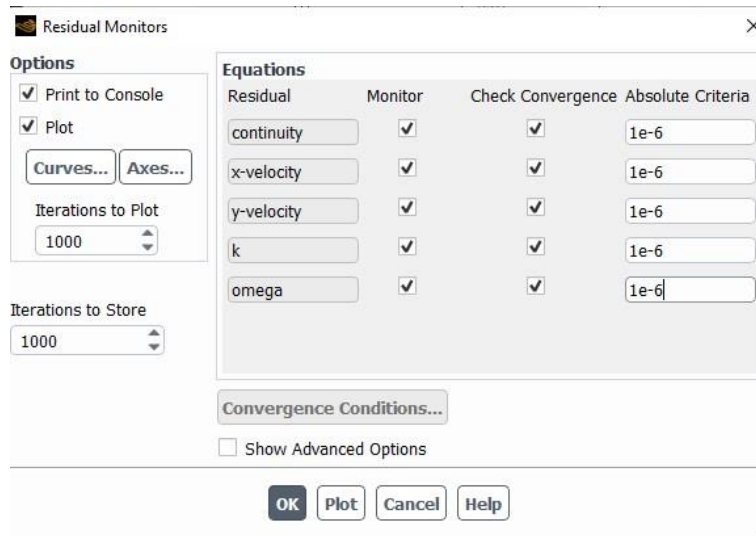 Residual Monitors
Options
Print to Console
Plot
Curves... Axes...
Iterations to Plot
1000
Iterations to Store
1000
Equations
Residual Monitor Check Convergence Absolute Criteria
continuity 1e-6
x-velocity 1e-6
y-velocity 1e-6
k 1e-6
omega 1e-6
Convergence Conditions...
Show Advanced Options
OK Plot Cancel Help